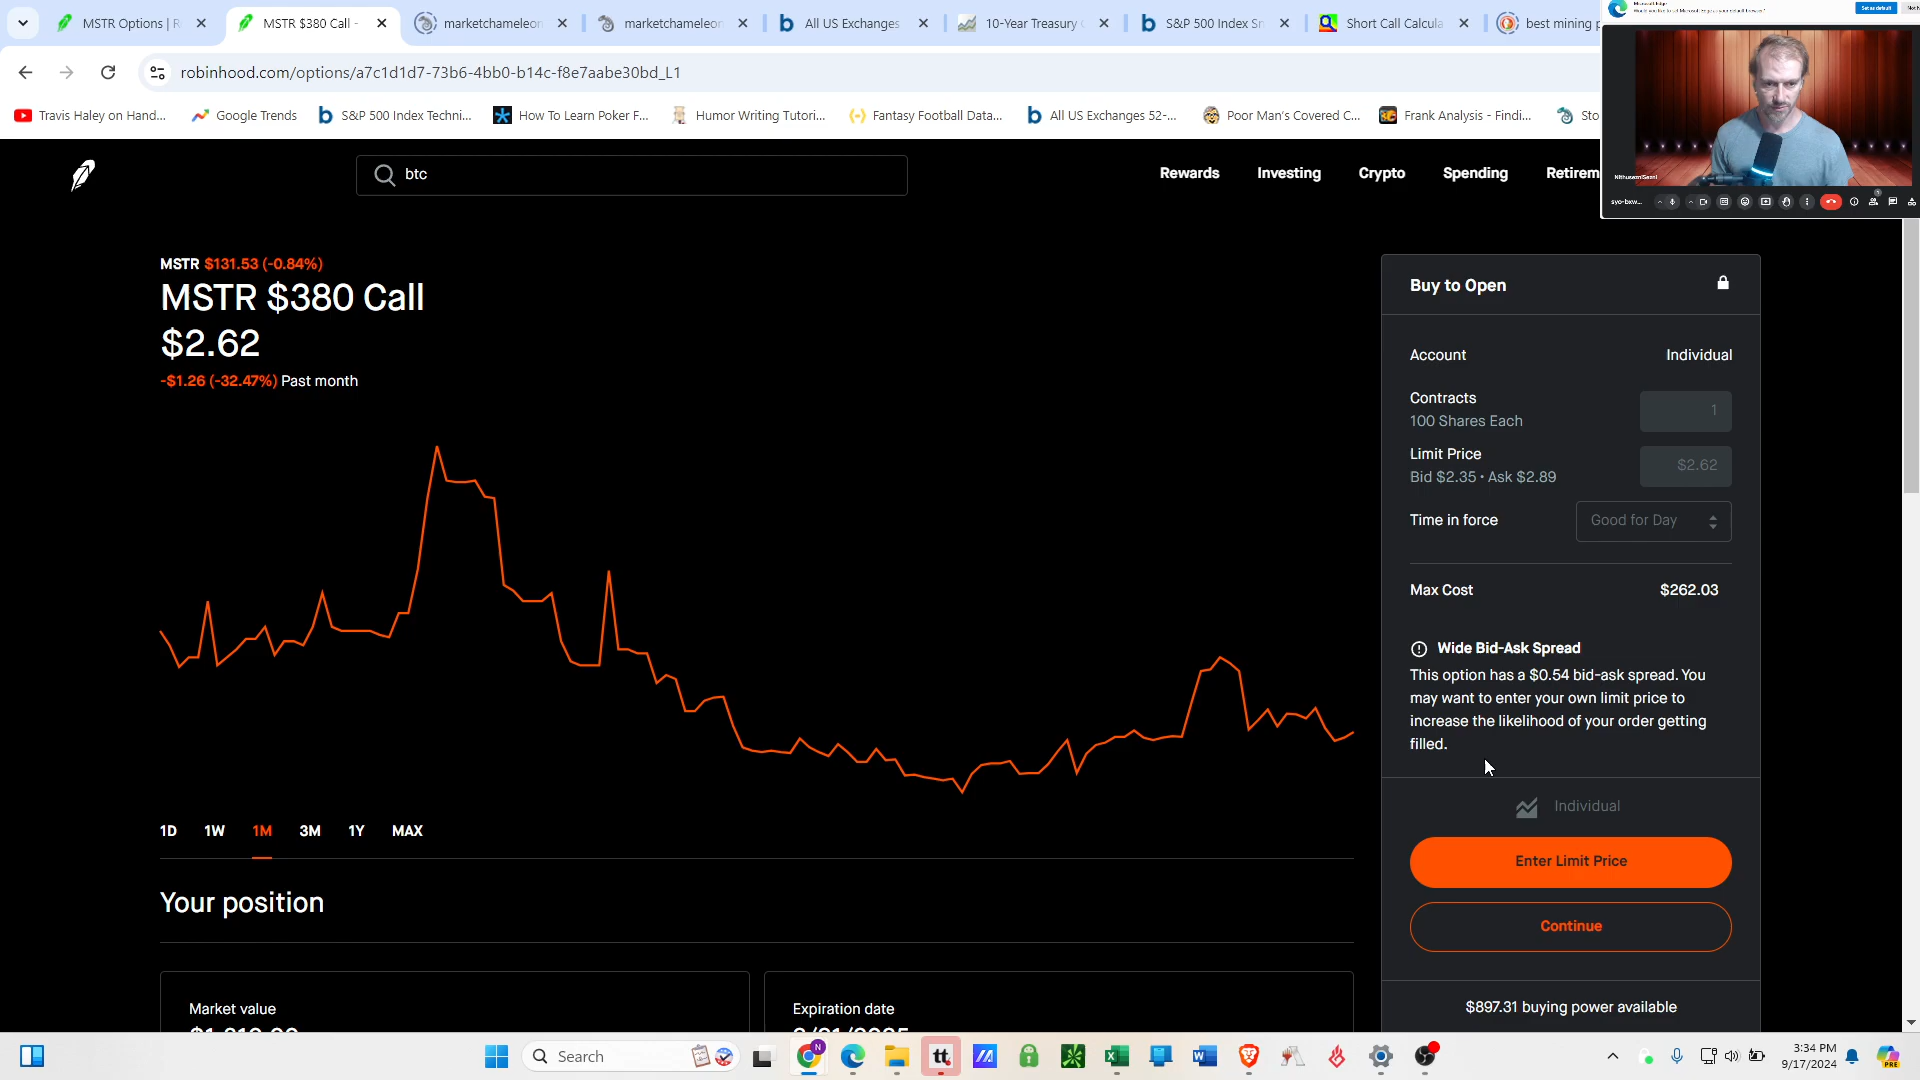 MSTR Options | R
MSTR $380 Call -
marketchameleon
marketchameleon
All US Exchanges
10-Year Treasury
S&P 500 Index Sn
Short Call Calcula
best mining p
robinhood.com/options/a7c1d1d7-73b6-4bb0-b14c-f8e7aabe30bd_L1
Travis Haley on Hand...
Google Trends
S&P 500 Index Techni...
How To Learn Poker F...
Humor Writing Tutori...
Fantasy Football Data...
All US Exchanges 52-...
Poor Man's Covered C...
Frank Analysis - Findi...
Sto
Set as default
btc
Rewards
Investing
Crypto
Spending
Retirem
MSTR $131.53 (-0.84%)
MSTR $380 Call
$2.62
-$1.26 (-32.47%) Past month
1D 1W 1M 3M 1Y MAX
Your position
Market value
Expiration date
Buy to Open
Account Individual
Contracts
100 Shares Each
1
Limit Price
Bid $2.35 • Ask $2.89
$2.62
Time in force
Good for Day
Max Cost $262.03
Wide Bid-Ask Spread
This option has a $0.54 bid-ask spread. You
may want to enter your own limit price to
increase the likelihood of your order getting
filled.
Individual
Enter Limit Price
Continue
$897.31 buying power available
Search
tt
3:34 PM
9/17/2024